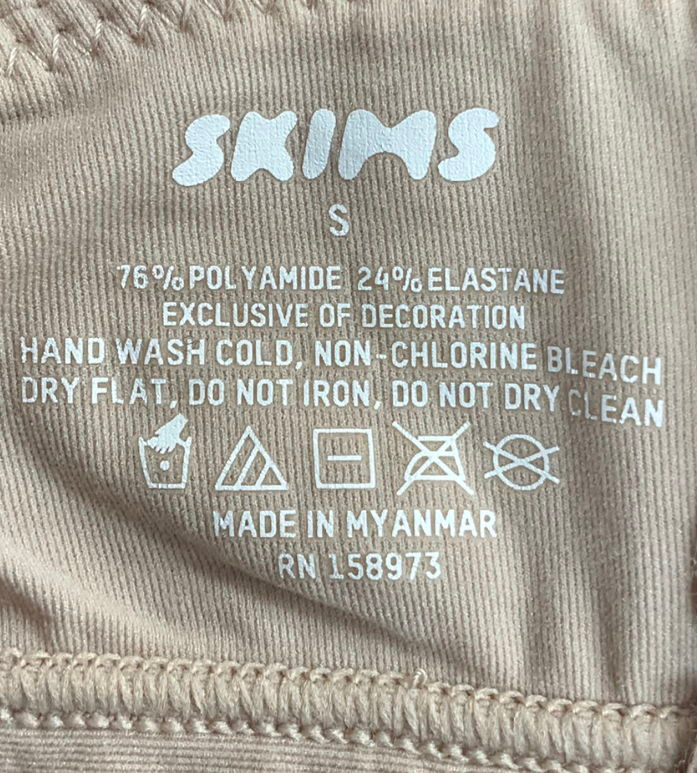 SKIMS
S
76% POLYAMIDE 24% ELASTANE
EXCLUSIVE OF DECORATION
HAND WASH COLD, NON-CHLORINE BLEACH
DRY FLAT, DO NOT IRON, DO NOT DRY CLEAN
MADE IN MYANMAR
RN 158973